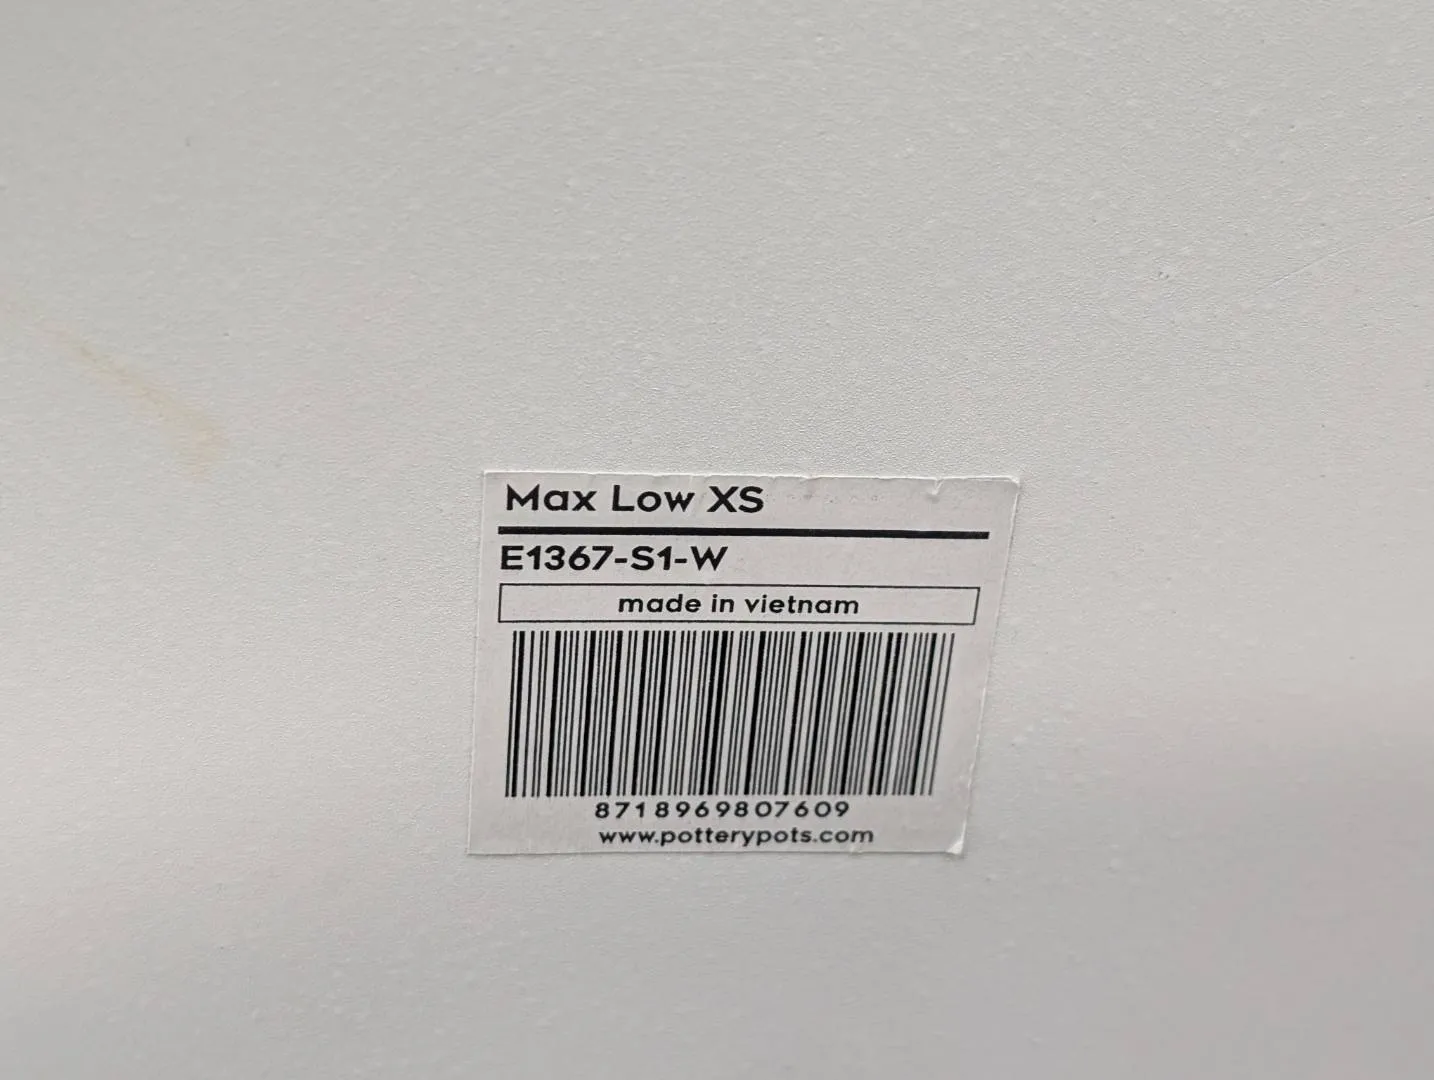 Max Low XS
E1367-S1-W
made in vietnam
8718969807609
www.potterypots.com